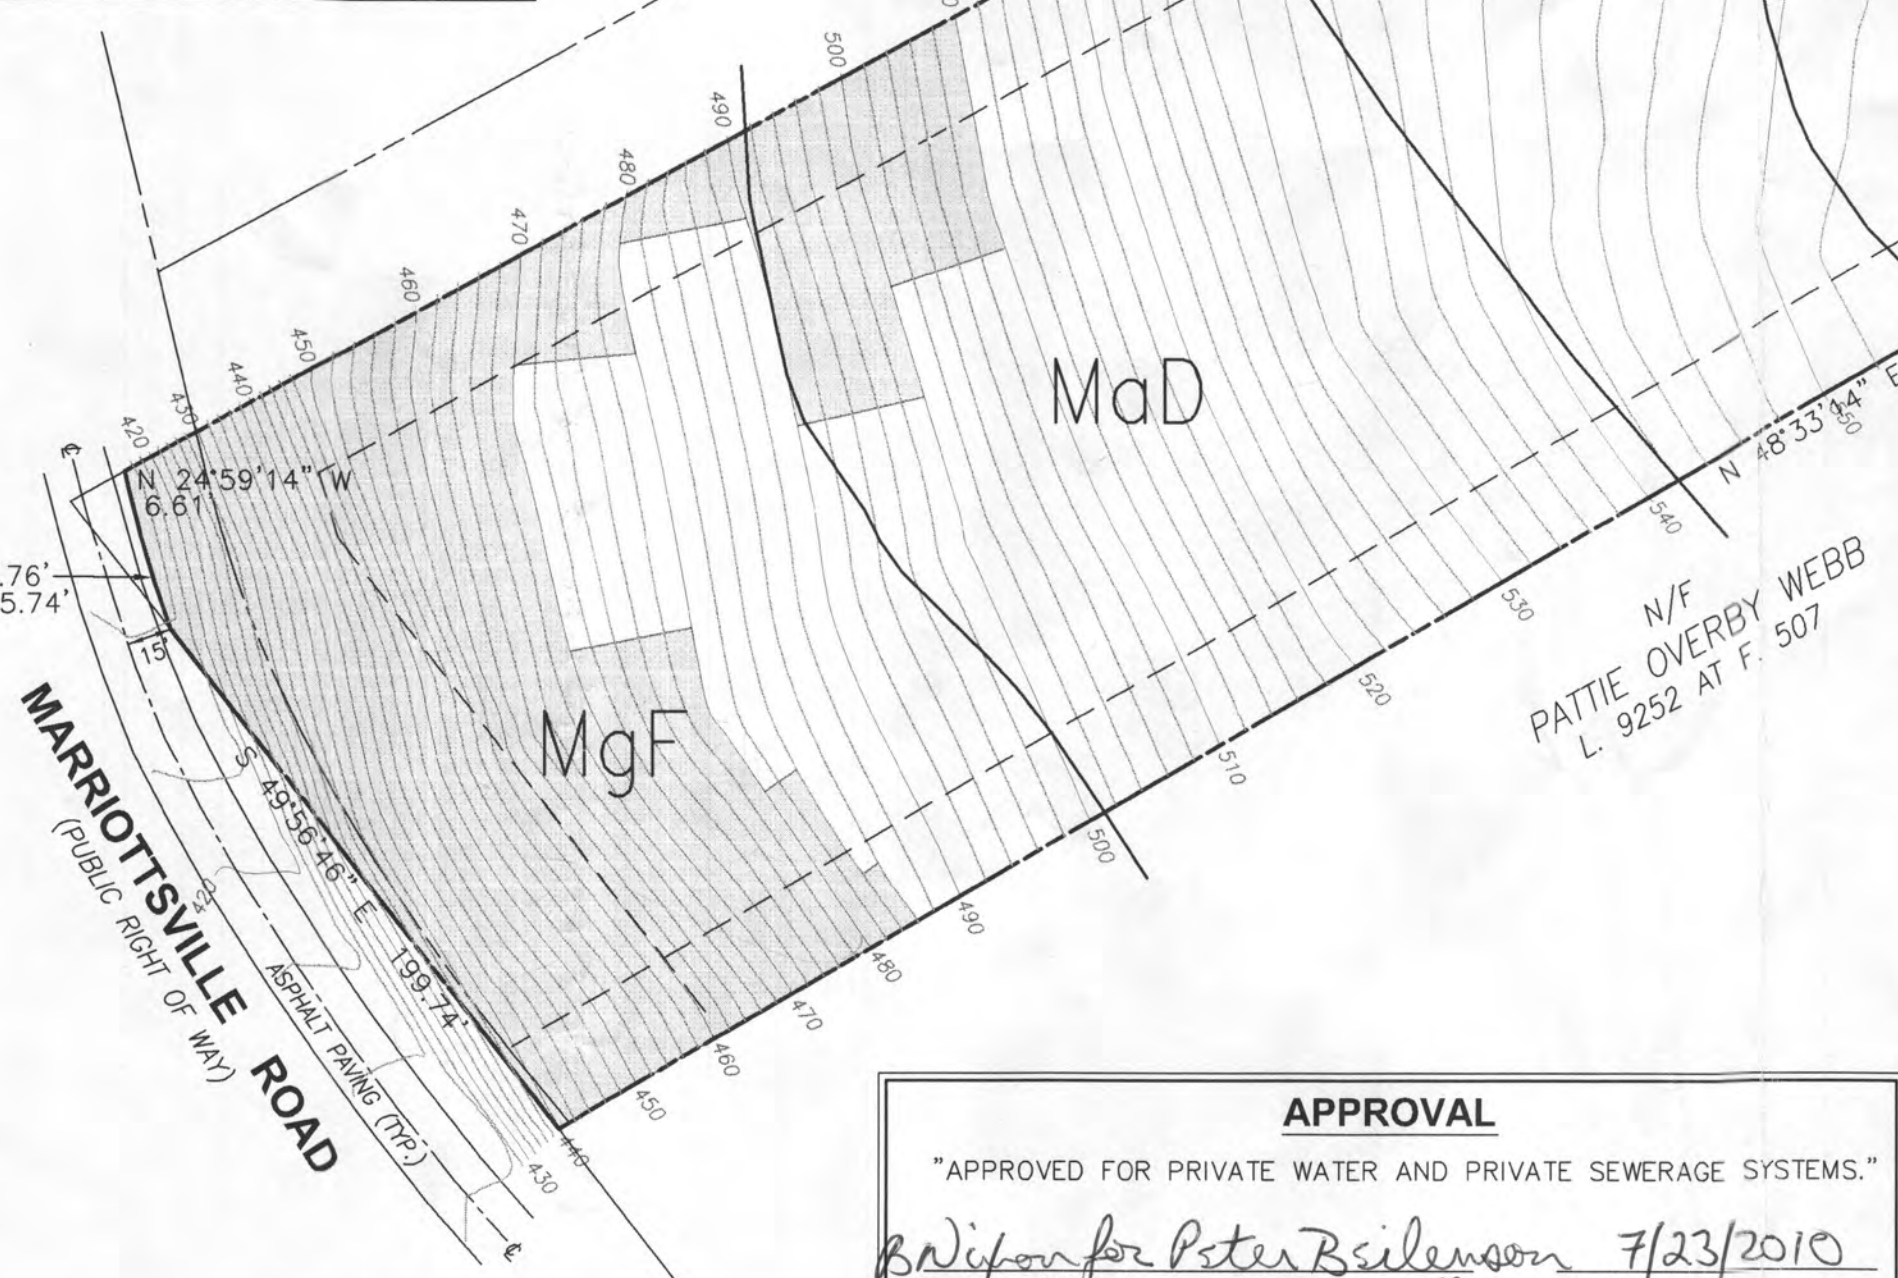 500
490
480
470
460
450
440
430
420
N 24°59'14" W
6.61'
.76'
5.74'
15'
MaD
MgF
S 49°56'46" E 199.74'
MARRIOTTSVILLE ROAD
(PUBLIC RIGHT OF WAY)
420
ASPHALT PAVING (TYP.)
N 48°33'44" E
550
540
530
520
510
500
490
480
470
460
450
440
430
N/F
PATTIE OVERBY WEBB
L. 9252 AT F. 507
APPROVAL
"APPROVED FOR PRIVATE WATER AND PRIVATE SEWERAGE SYSTEMS."
B Nixon for Peter Beilenson 7/23/2010